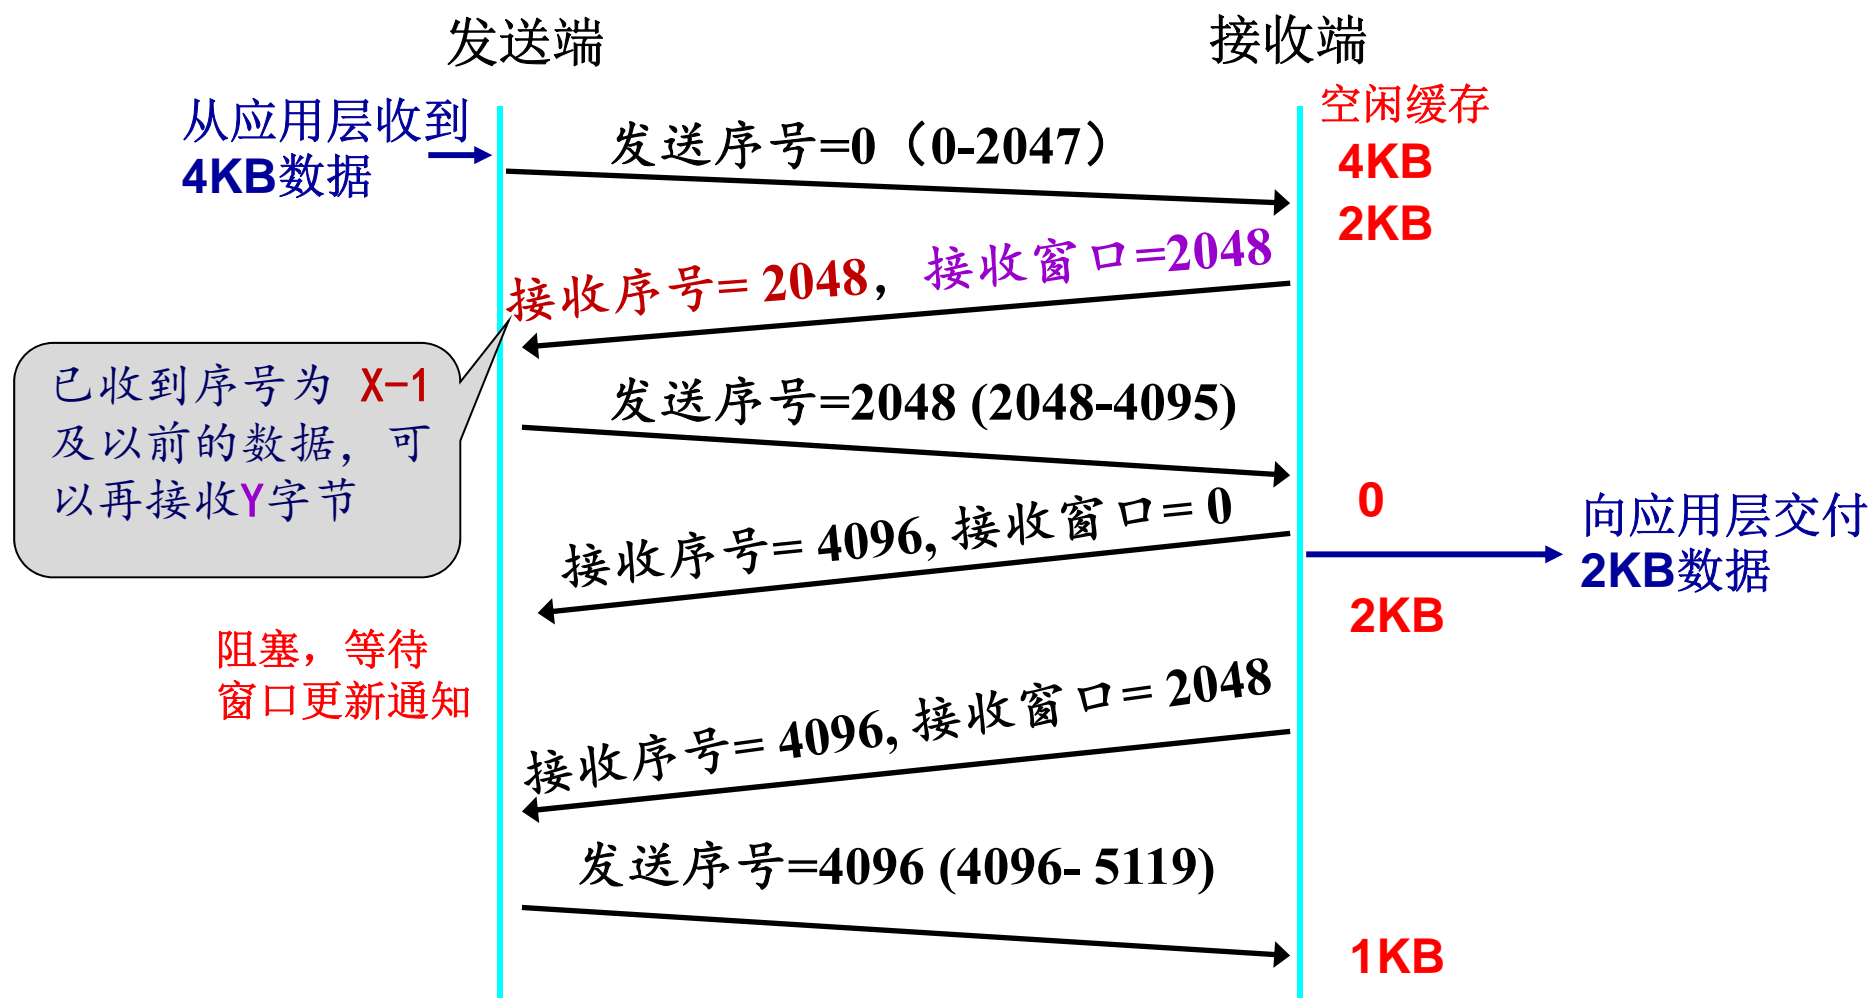 发送端
接收端
从应用层收到
4KB数据
空闲缓存
发送序号=0（0-2047）
4KB
2KB
接收序号= 2048，接收窗口=2048
已收到序号为 X-1
及以前的数据，可
以再接收Y字节
发送序号=2048 (2048-4095)
0
向应用层交付
2KB数据
接收序号= 4096, 接收窗口= 0
2KB
阻塞，等待
窗口更新通知
接收序号= 4096, 接收窗口= 2048
发送序号=4096 (4096- 5119)
1KB